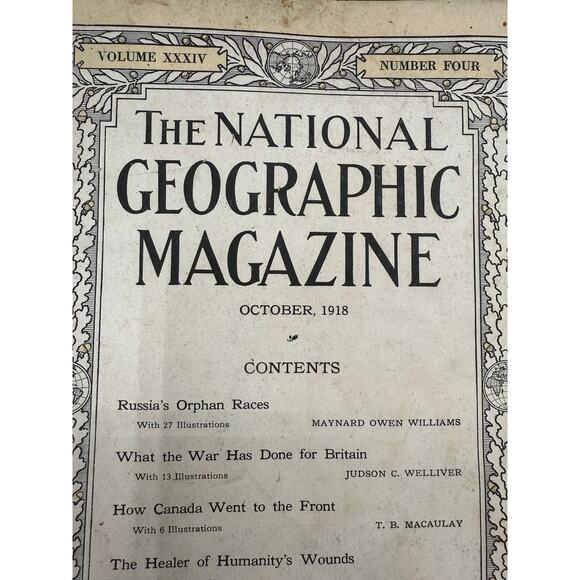 VOLUME XXXIV NUMBER FOUR
THE NATIONAL
GEOGRAPHIC
MAGAZINE
OCTOBER, 1918
CONTENTS
Russia's Orphan Races
With 27 Illustrations MAYNARD OWEN WILLIAMS
What the War Has Done for Britain
With 13 Illustrations JUDSON C. WELLIVER
How Canada Went to the Front
With 6 Illustrations T. B. MACAULAY
The Healer of Humanity's Wounds